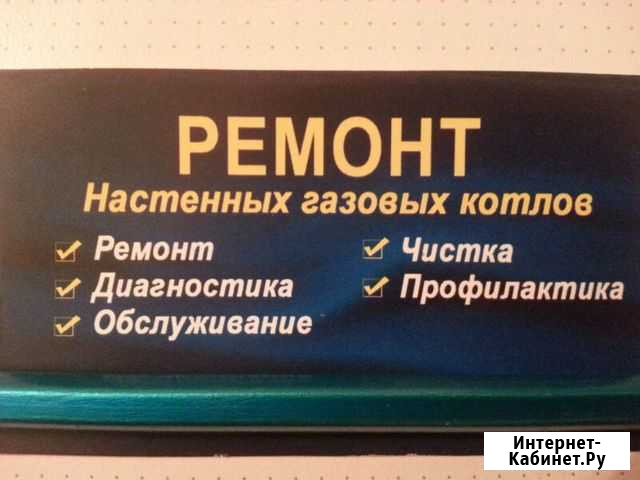 РЕМОНТ
Настенных газовых котлов
Ремонт
Диагностика
Обслуживание
Чистка
Профилактика
Интернет-
Кабинет.Ру